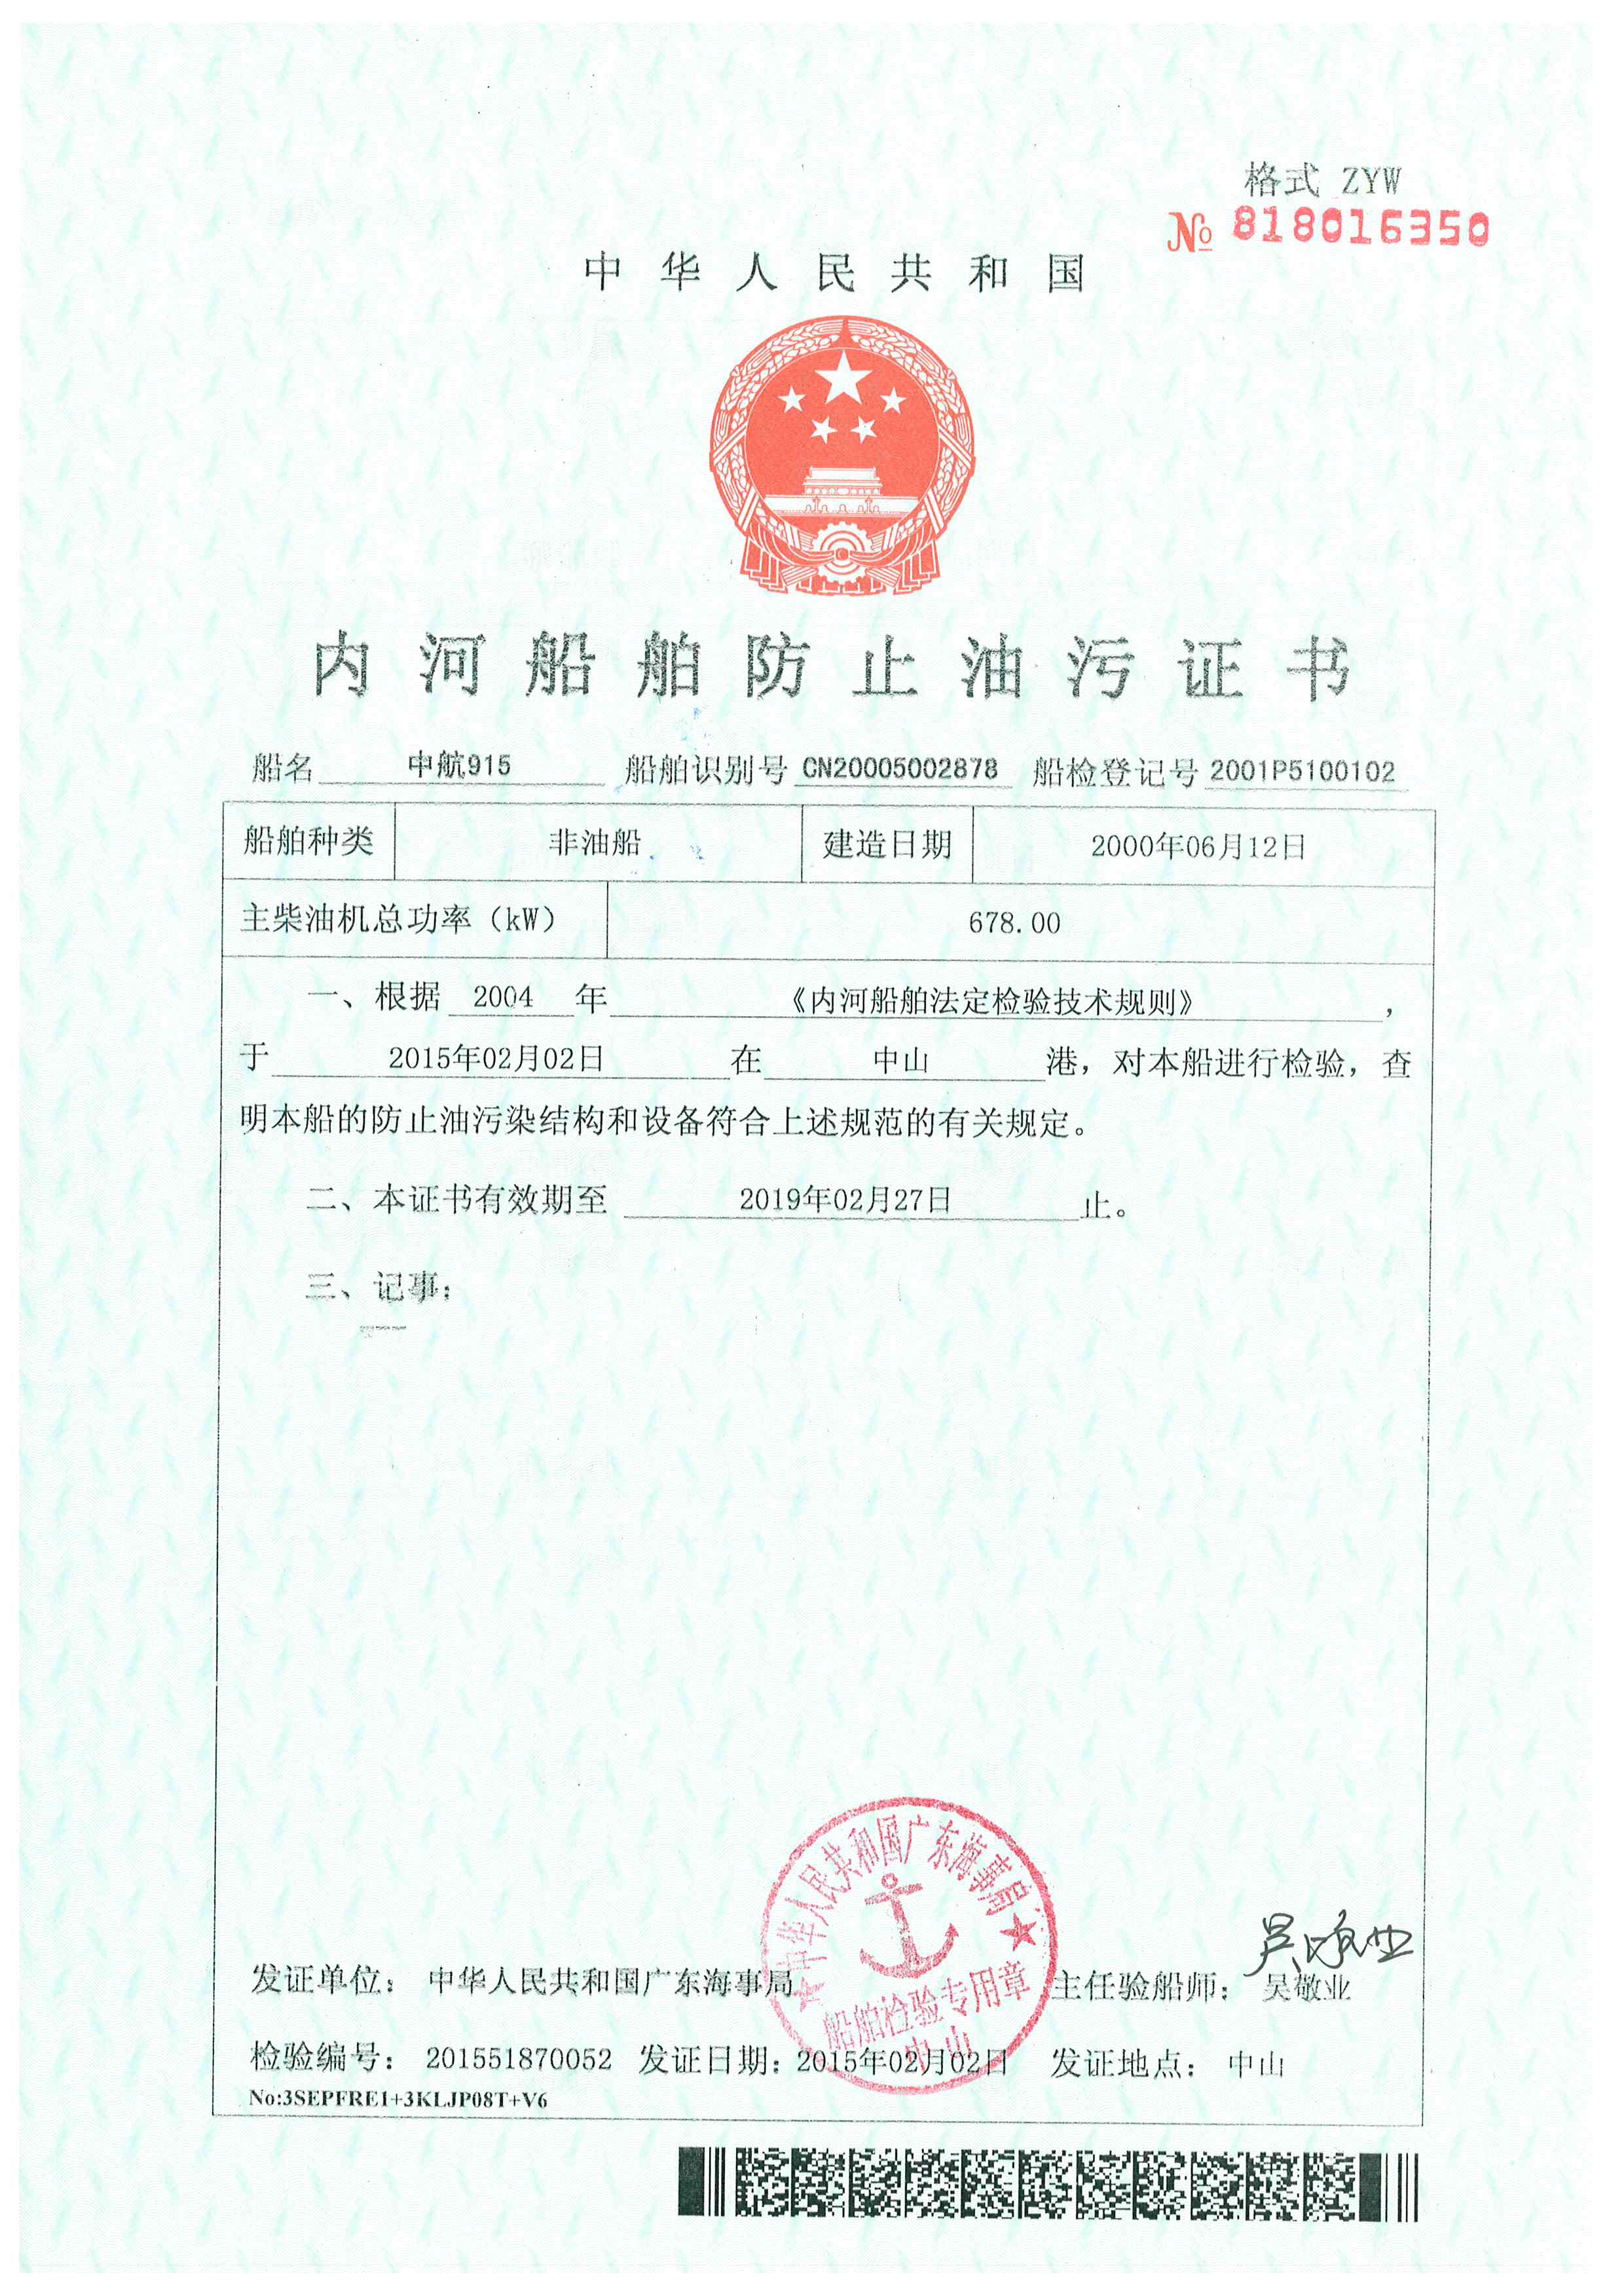 格式 ZYW
№ 818016350
中华人民共和国
内河船舶防止油污证书
船名 中航915 船舶识别号 CN20005002878 船检登记号 2001P5100102
船舶种类 非油船 建造日期 2000年06月12日
主柴油机总功率（kW） 678.00
一、根据 2004 年 《内河船舶法定检验技术规则》，
于 2015年02月02日 在 中山 港，对本船进行检验，查
明本船的防止油污染结构和设备符合上述规范的有关规定。
二、本证书有效期至 2019年02月27日 止。
三、记事：
中华人民共和国广东海事局
船舶检验专用章
中山
吴敬业
发证单位： 中华人民共和国广东海事局 主任验船师： 吴敬业
检验编号： 201551870052 发证日期：2015年02月02日 发证地点： 中山
No:3SEPFRE1+3KLJP08T+V6